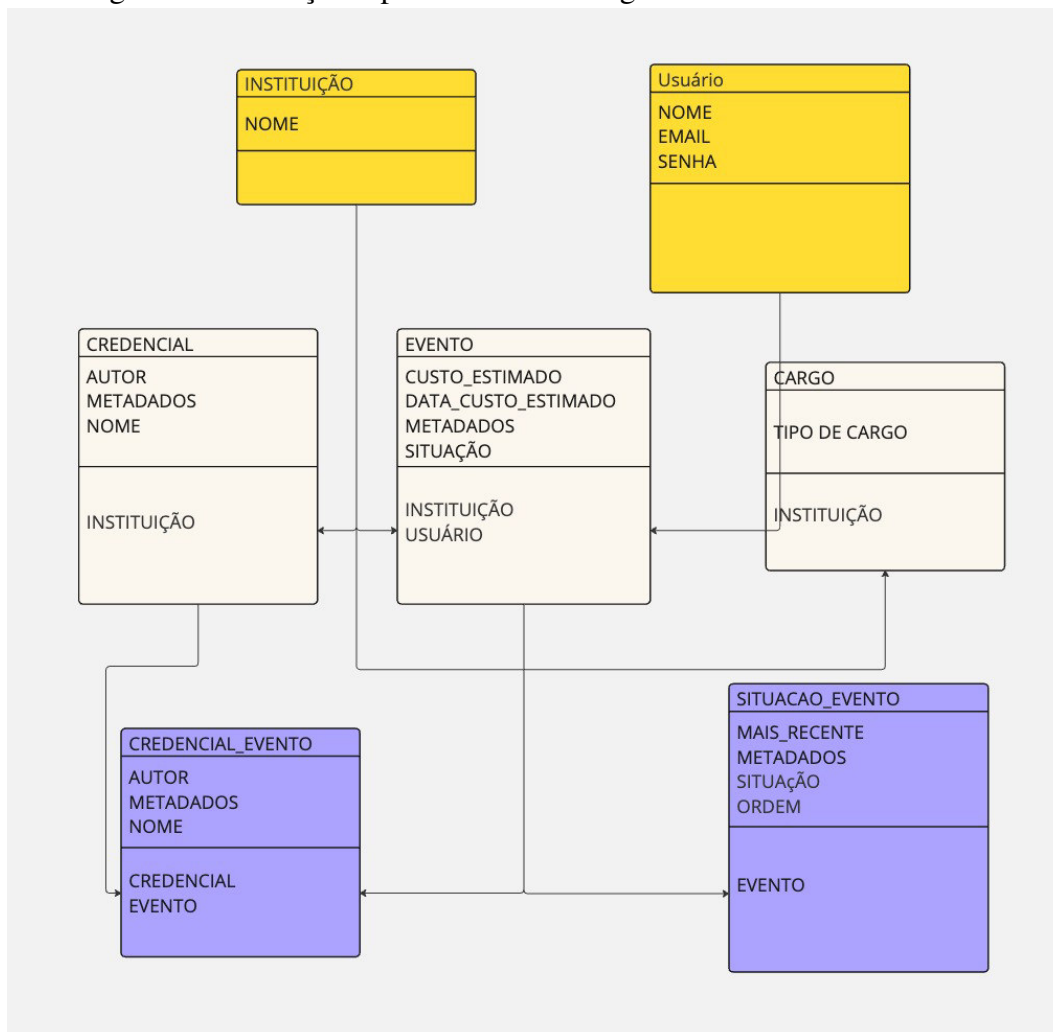 INSTITUIÇÃO
NOME
Usuário
NOME
EMAIL
SENHA
CREDENCIAL
AUTOR
METADADOS
NOME
INSTITUIÇÃO
EVENTO
CUSTO_ESTIMADO
DATA_CUSTO_ESTIMADO
METADADOS
SITUAÇÃO
INSTITUIÇÃO
USUÁRIO
CARGO
TIPO DE CARGO
INSTITUIÇÃO
CREDENCIAL_EVENTO
AUTOR
METADADOS
NOME
CREDENCIAL
EVENTO
SITUACAO_EVENTO
MAIS_RECENTE
METADADOS
SITUAçÃO
ORDEM
EVENTO